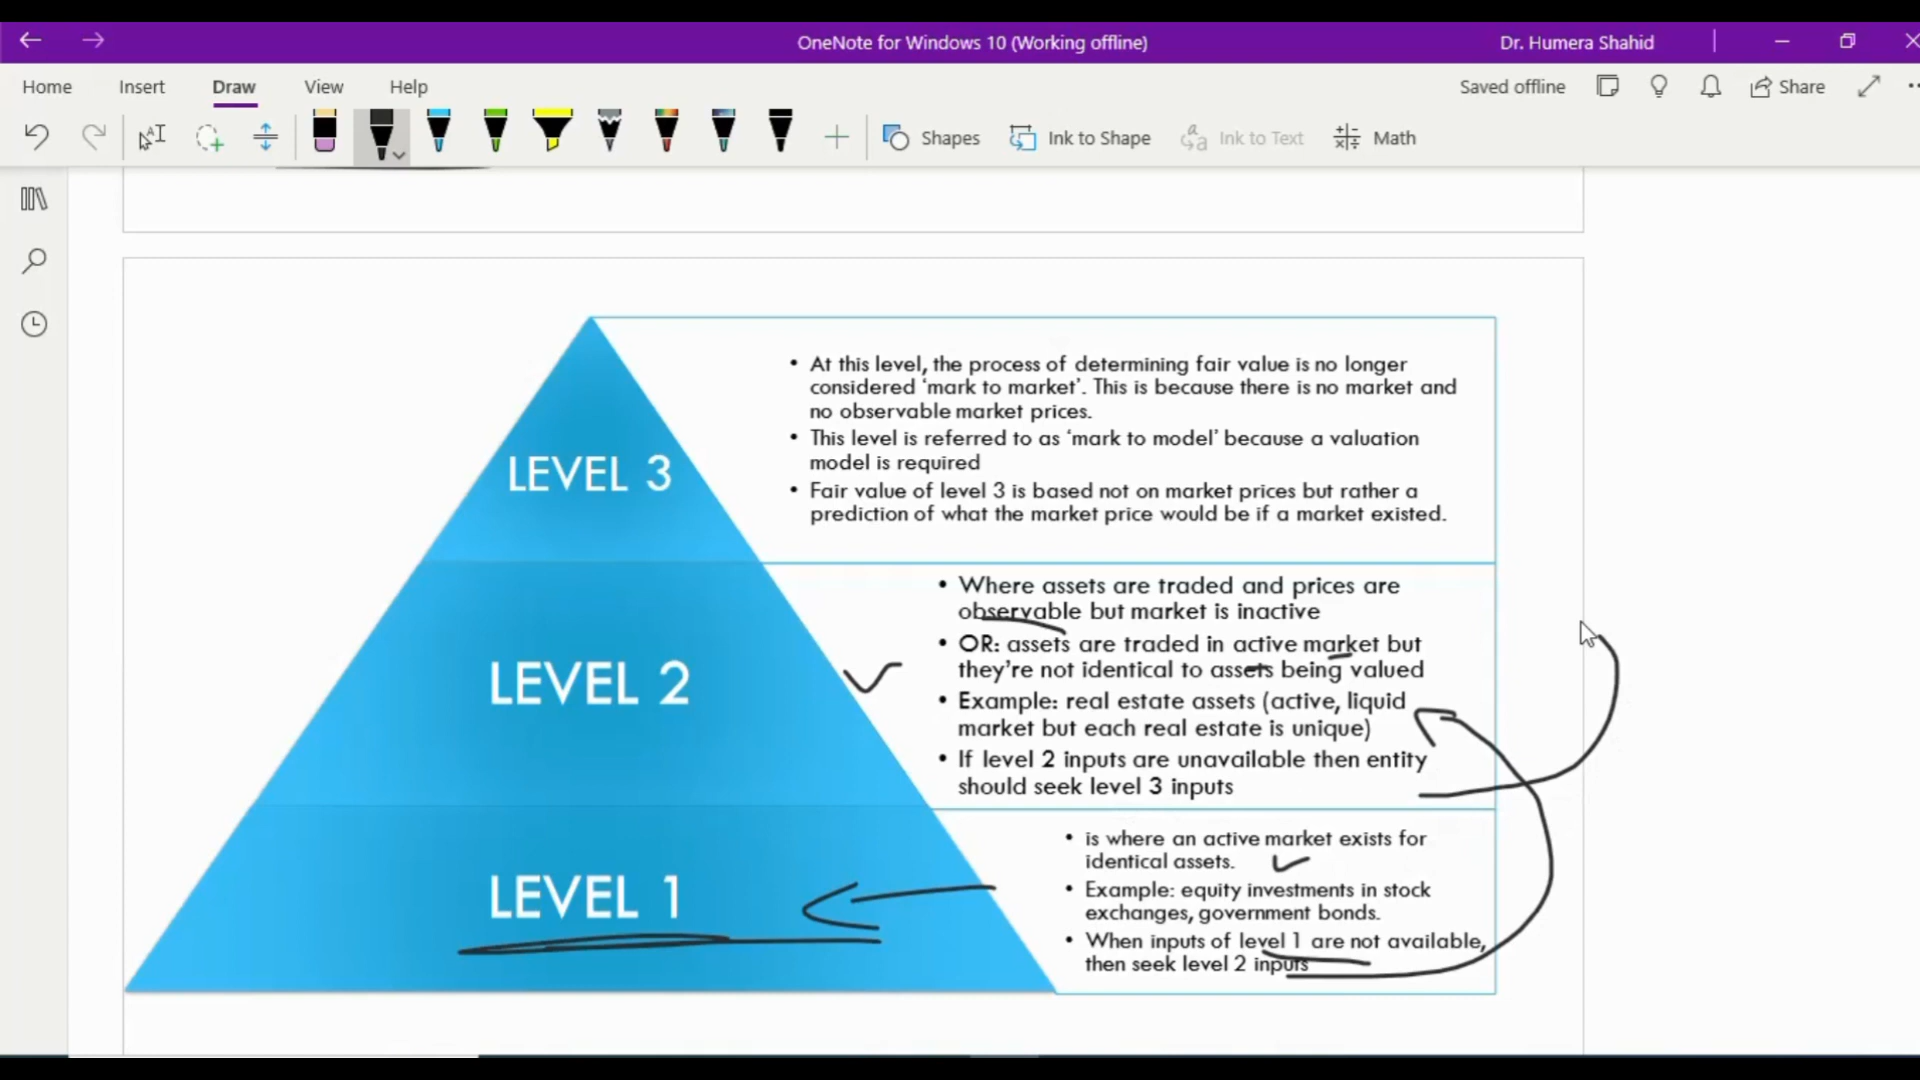 OneNote for Windows 10 (Working offline)
Dr. Humera Shahid
Home Insert Draw View Help
Saved offline Share
Shapes Ink to Shape Ink to Text Math
LEVEL 3
• At this level, the process of determining fair value is no longer
considered ‘mark to market’. This is because there is no market and
no observable market prices.
• This level is referred to as ‘mark to model’ because a valuation
model is required
• Fair value of level 3 is based not on market prices but rather a
prediction of what the market price would be if a market existed.
LEVEL 2
• Where assets are traded and prices are
observable but market is inactive
• OR: assets are traded in active market but
they’re not identical to assets being valued
• Example: real estate assets (active, liquid
market but each real estate is unique)
• If level 2 inputs are unavailable then entity
should seek level 3 inputs
LEVEL 1
• is where an active market exists for
identical assets.
• Example: equity investments in stock
exchanges, government bonds.
• When inputs of level 1 are not available,
then seek level 2 inputs